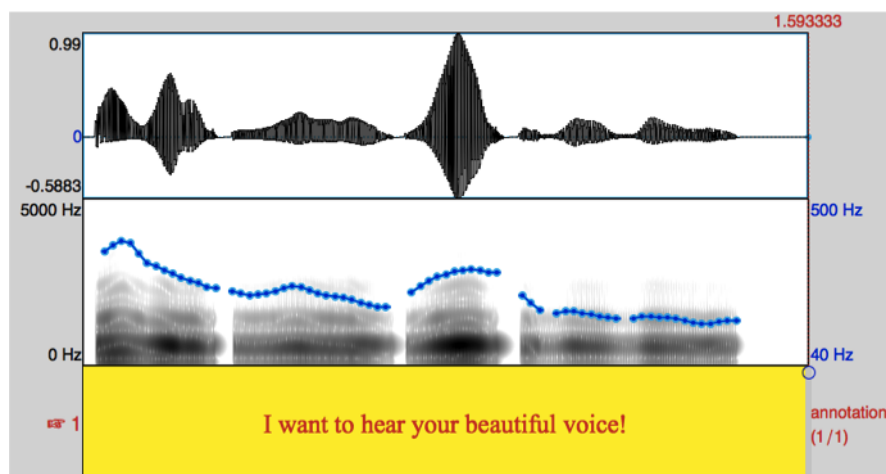 1.593333
0.99
0
-0.5883
5000 Hz
500 Hz
0 Hz
40 Hz
☞ 1
I want to hear your beautiful voice!
annotation
(1/1)